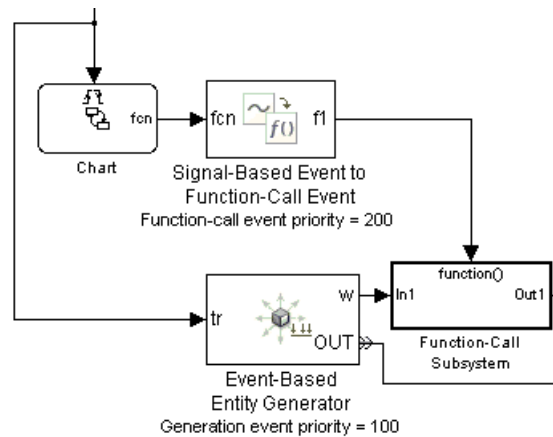 fcn
Chart
fcn
f()
f1
Signal-Based Event to
Function-Call Event
Function-call event priority = 200
function()
In1
Out1
Function-Call
Subsystem
tr
w
OUT
Event-Based
Entity Generator
Generation event priority = 100